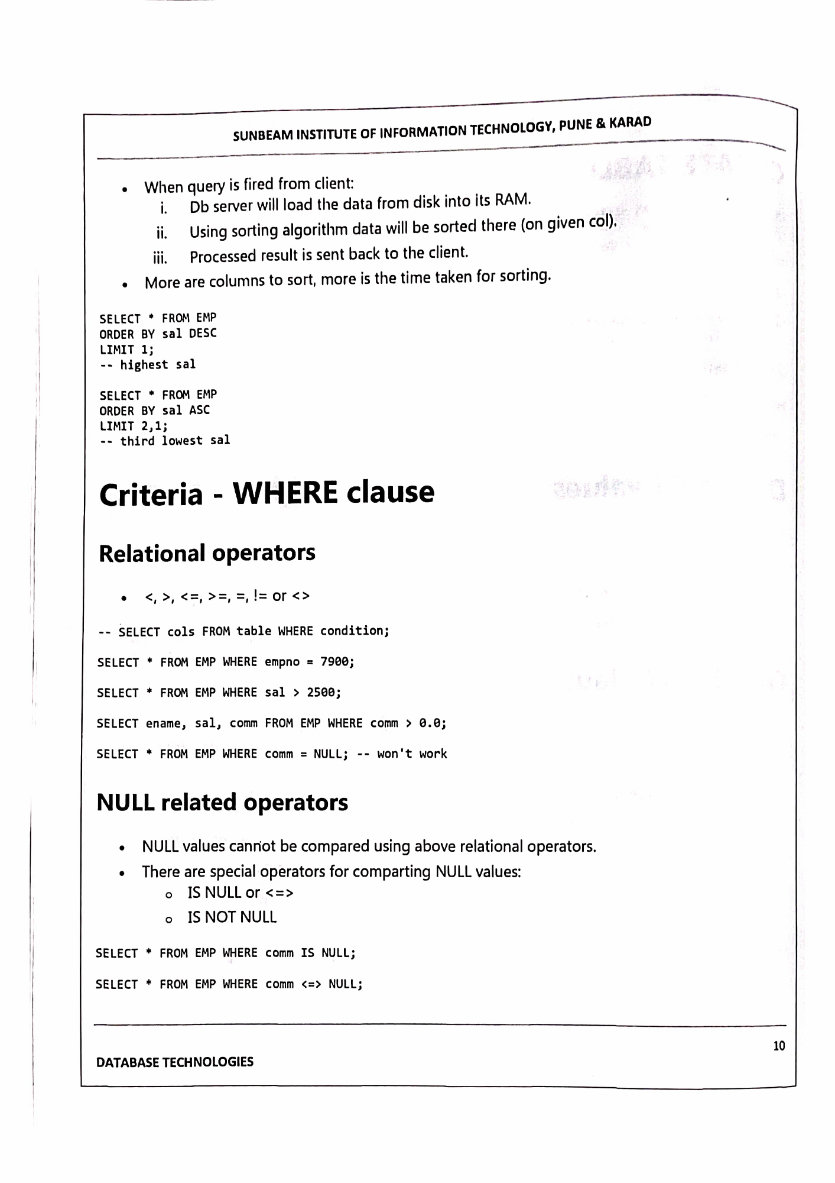 SUNBEAM INSTITUTE OF INFORMATION TECHNOLOGY, PUNE & KARAD
• When query is fired from client:
i. Db server will load the data from disk into its RAM.
ii. Using sorting algorithm data will be sorted there (on given col).
iii. Processed result is sent back to the client.
• More are columns to sort, more is the time taken for sorting.
SELECT * FROM EMP
ORDER BY sal DESC
LIMIT 1;
-- highest sal
SELECT * FROM EMP
ORDER BY sal ASC
LIMIT 2,1;
-- third lowest sal
Criteria - WHERE clause
Relational operators
• <, >, <=, >=, =, != or <>
-- SELECT cols FROM table WHERE condition;
SELECT * FROM EMP WHERE empno = 7900;
SELECT * FROM EMP WHERE sal > 2500;
SELECT ename, sal, comm FROM EMP WHERE comm > 0.0;
SELECT * FROM EMP WHERE comm = NULL; -- won't work
NULL related operators
• NULL values cannot be compared using above relational operators.
• There are special operators for comparting NULL values:
o IS NULL or <=>
o IS NOT NULL
SELECT * FROM EMP WHERE comm IS NULL;
SELECT * FROM EMP WHERE comm <=> NULL;
10
DATABASE TECHNOLOGIES